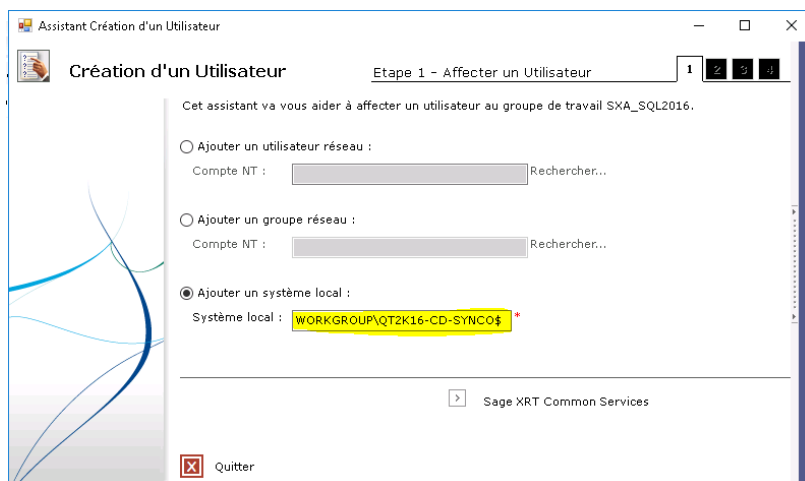 Assistant Création d'un Utilisateur
Création d'un Utilisateur
Etape 1 - Affecter un Utilisateur
1 2 3 4
Cet assistant va vous aider à affecter un utilisateur au groupe de travail SXA_SQL2016.
Ajouter un utilisateur réseau :
Compte NT : Rechercher...
Ajouter un groupe réseau :
Compte NT : Rechercher...
Ajouter un système local :
Système local : WORKGROUP\QT2K16-CD-SYNCO$ *
Sage XRT Common Services
Quitter